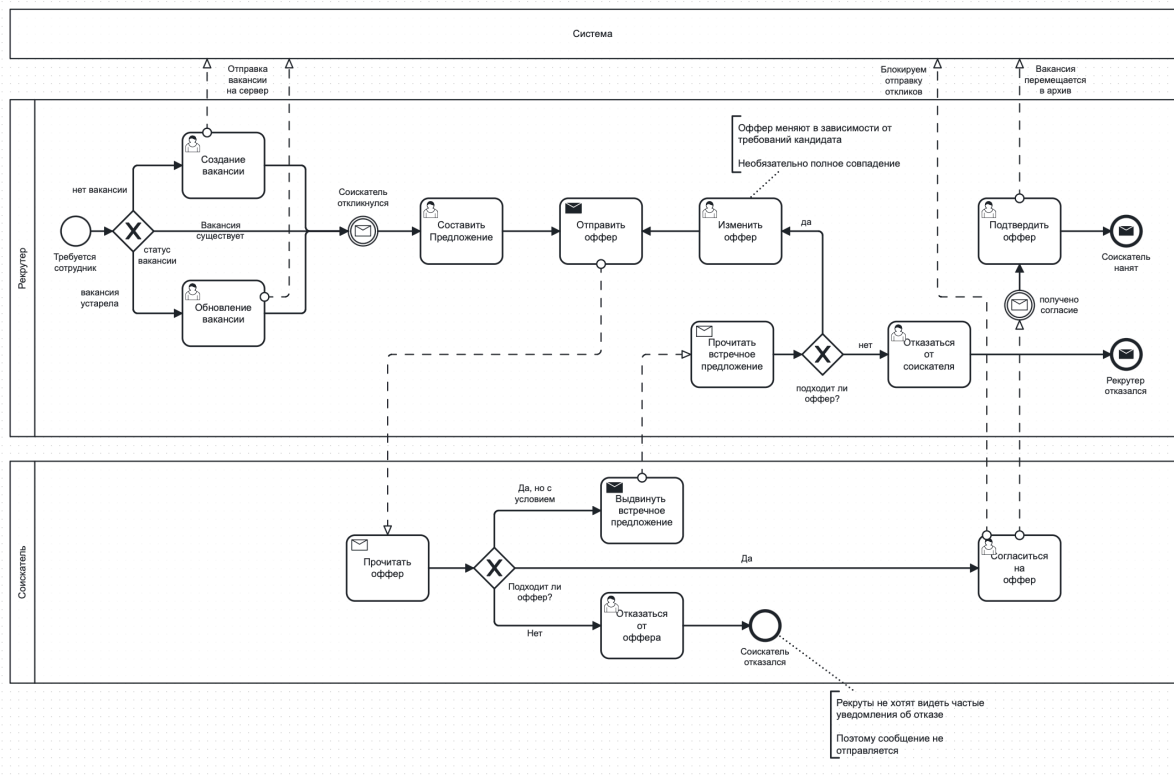 Система
Отправка
вакансии
на сервер
Блокируем
отправку
откликов
Вакансия
перемещается
в архив
Рекрутер
Требуется
сотрудник
нет вакансии
Вакансия
существует
статус
вакансии
вакансия
устарела
Создание
вакансии
Обновление
вакансии
Соискатель
откликнулся
Составить
Предложение
Отправить
оффер
Изменить
оффер
Оффер меняют в зависимости от
требований кандидата
Необязательно полное совпадение
да
Прочитать
встречное
предложение
подходит ли
оффер?
нет
Отказаться
от
соискателя
Рекрутер
отказался
Подтвердить
оффер
Соискатель
нанят
получено
согласие
Соискатель
Прочитать
оффер
Подходит ли
оффер?
Да, но с
условием
Выдвинуть
встречное
предложение
Да
Согласиться
на
оффер
Нет
Отказаться
от
оффера
Соискатель
отказался
Рекруты не хотят видеть частые
уведомления об отказе
Поэтому сообщение не
отправляется